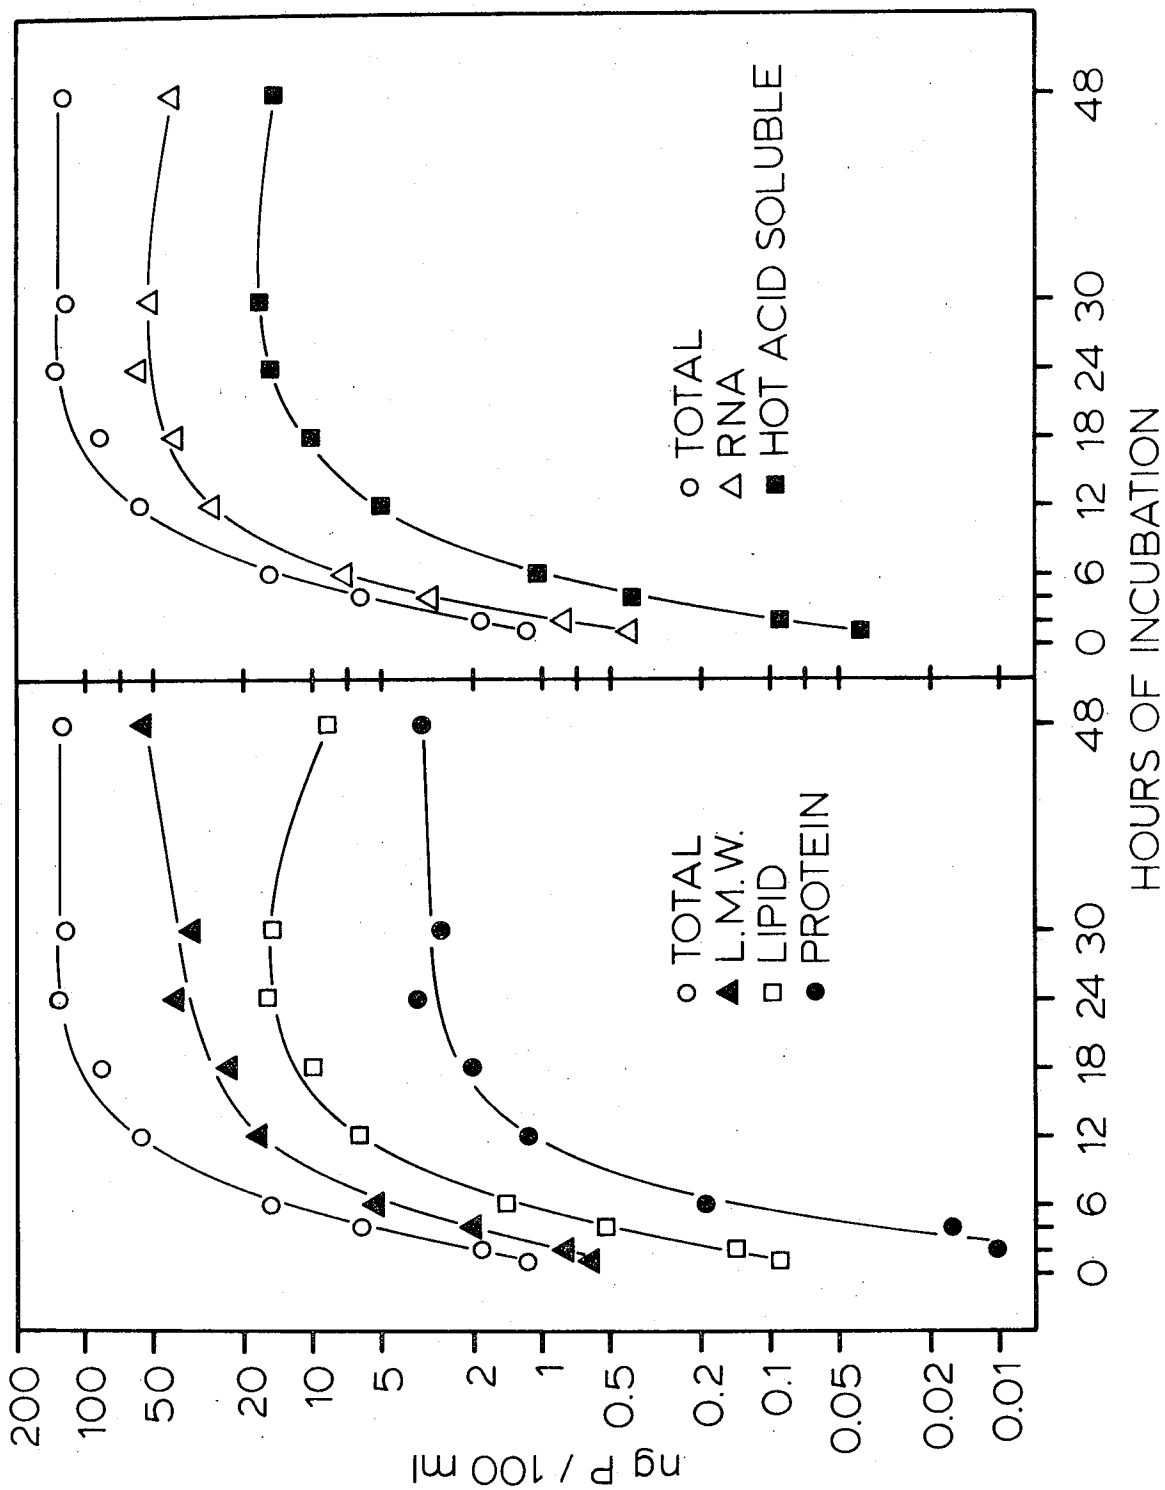 200
100
50
20
10
5
2
1
0.5
0.2
0.1
0.05
0.02
0.01
ng P / 100 ml
TOTAL
L.M.W.
LIPID
PROTEIN
0 6 12 18 24 30 48
TOTAL
RNA
HOT ACID SOLUBLE
0 6 12 18 24 30 48
HOURS OF INCUBATION